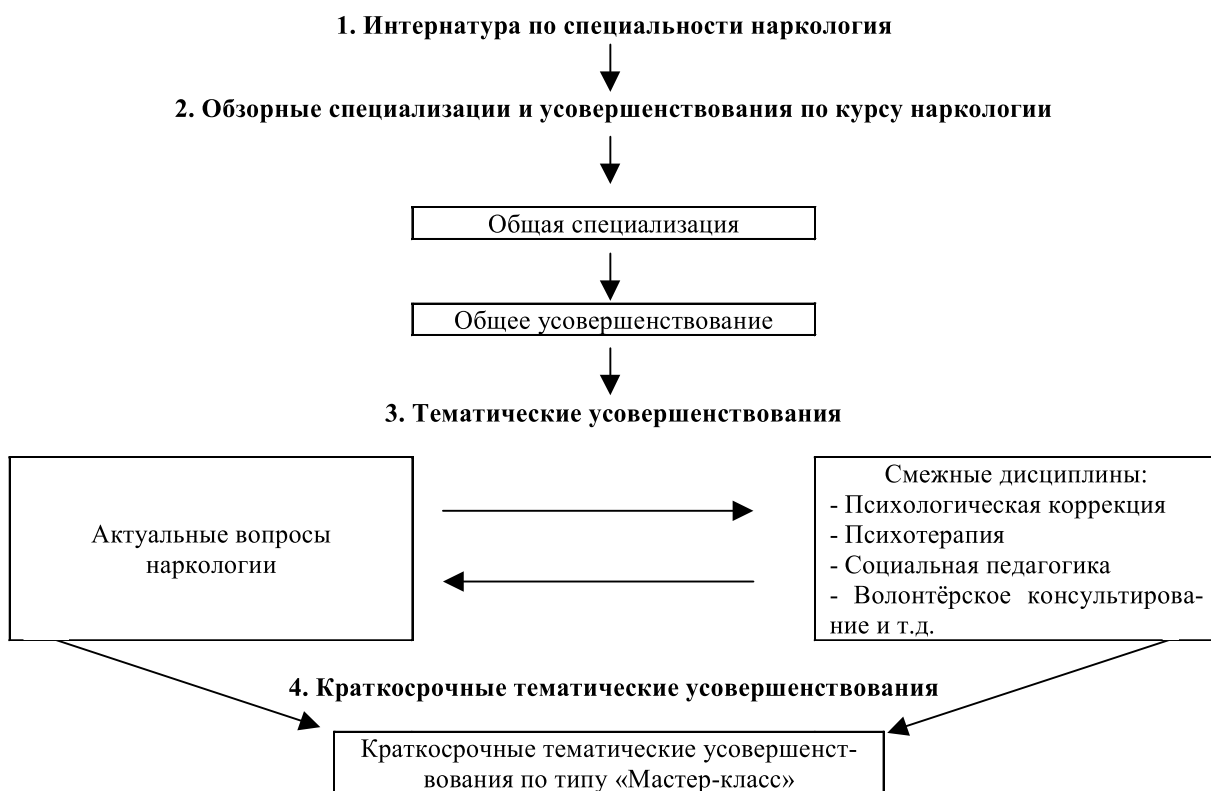 1. Интернатура по специальности наркология
2. Обзорные специализации и усовершенствования по курсу наркологии
Общая специализация
Общее усовершенствование
3. Тематические усовершенствования
Актуальные вопросы
наркологии
Смежные дисциплины:
- Психологическая коррекция
- Психотерапия
- Социальная педагогика
- Волонтёрское консультирова-
ние и т.д.
4. Краткосрочные тематические усовершенствования
Краткосрочные тематические усовершенст-
вования по типу «Мастер-класс»